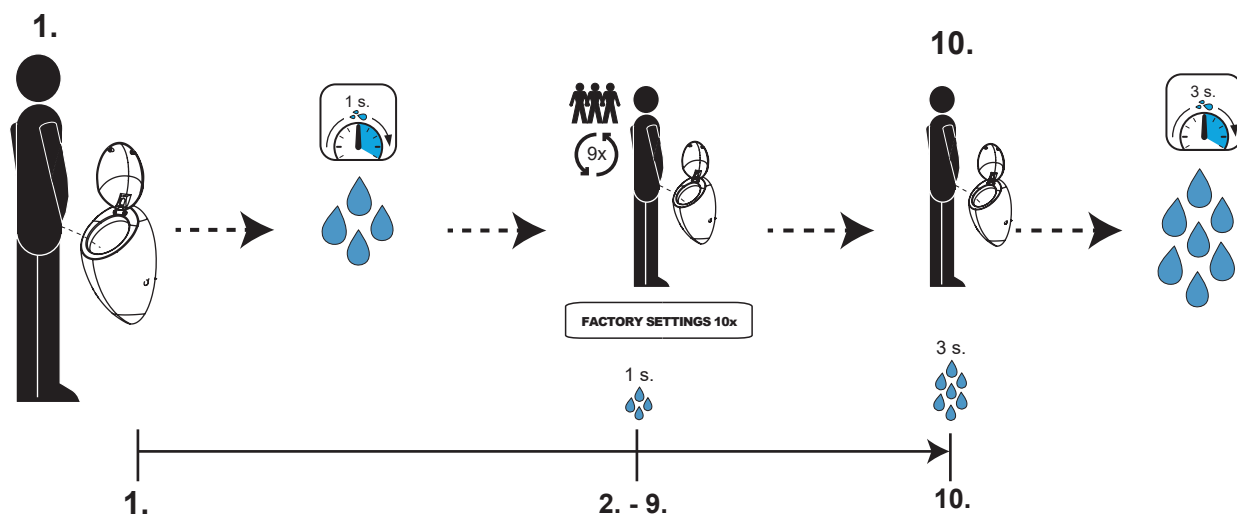 1.
10.
1 s.
3 s.
9x
FACTORY SETTINGS 10x
1 s.
3 s.
1.
2. - 9.
10.